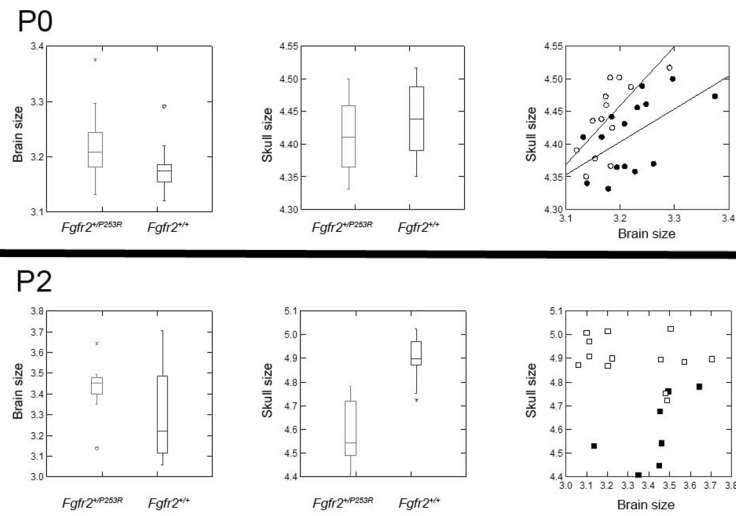 P0
3.4
3.3
3.2
3.1
Brain size
Fgfr2+/P253R
Fgfr2+/+
4.55
4.50
4.45
4.40
4.35
4.30
Skull size
Fgfr2+/P253R
Fgfr2+/+
4.55
4.50
4.45
4.40
4.35
4.30
Skull size
3.1 3.2 3.3 3.4
Brain size
P2
3.8
3.7
3.6
3.5
3.4
3.3
3.2
3.1
3.0
Brain size
Fgfr2+/P253R
Fgfr2+/+
5.1
5.0
4.9
4.8
4.7
4.6
4.5
4.4
Skull size
Fgfr2+/P253R
Fgfr2+/+
5.1
5.0
4.9
4.8
4.7
4.6
4.5
4.4
Skull size
3.0 3.1 3.2 3.3 3.4 3.5 3.6 3.7 3.8
Brain size